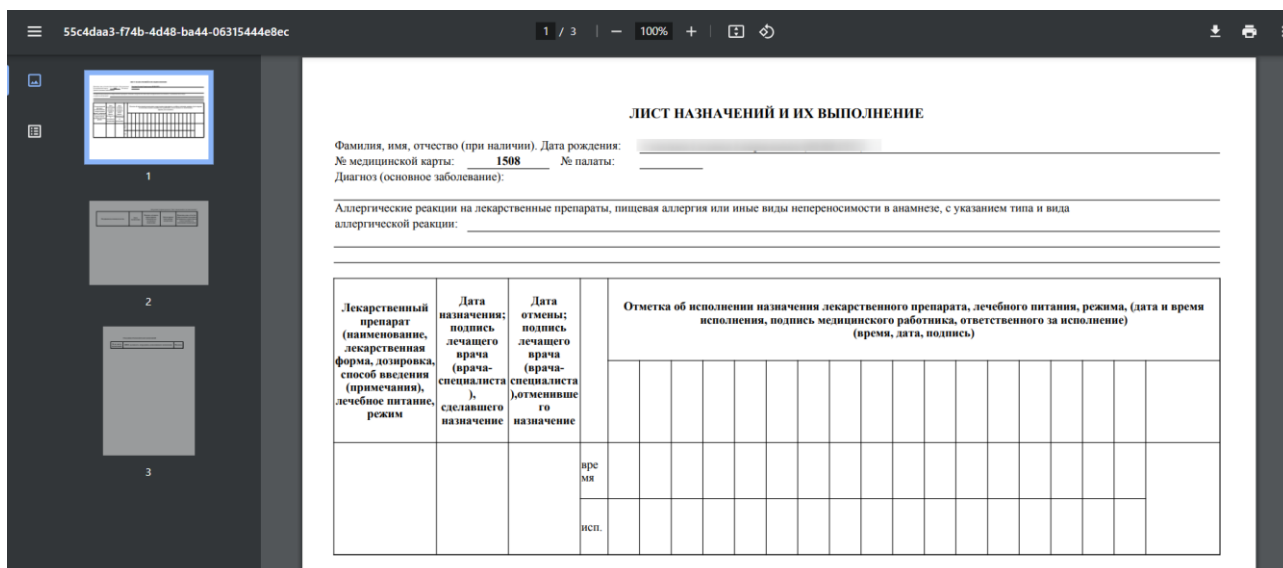 55c4daa3-f74b-4d48-ba44-06315444e8ec
1 / 3
100%
1
2
3
ЛИСТ НАЗНАЧЕНИЙ И ИХ ВЫПОЛНЕНИЕ
Фамилия, имя, отчество (при наличии). Дата рождения:
№ медицинской карты: 1508 № палаты:
Диагноз (основное заболевание):
Аллергические реакции на лекарственные препараты, пищевая аллергия или иные виды непереносимости в анамнезе, с указанием типа и вида
аллергической реакции:
Лекарственный
препарат
(наименование,
лекарственная
форма, дозировка,
способ введения
(примечания),
лечебное питание,
режим
Дата
назначения;
подпись
лечащего
врача
(врача-
специалиста
),
сделавшего
назначение
Дата
отмены;
подпись
лечащего
врача
(врача-
специалиста
),отменивше
го
назначение
Отметка об исполнении назначения лекарственного препарата, лечебного питания, режима, (дата и время
исполнения, подпись медицинского работника, ответственного за исполнение)
(время, дата, подпись)
вре
мя
исп.